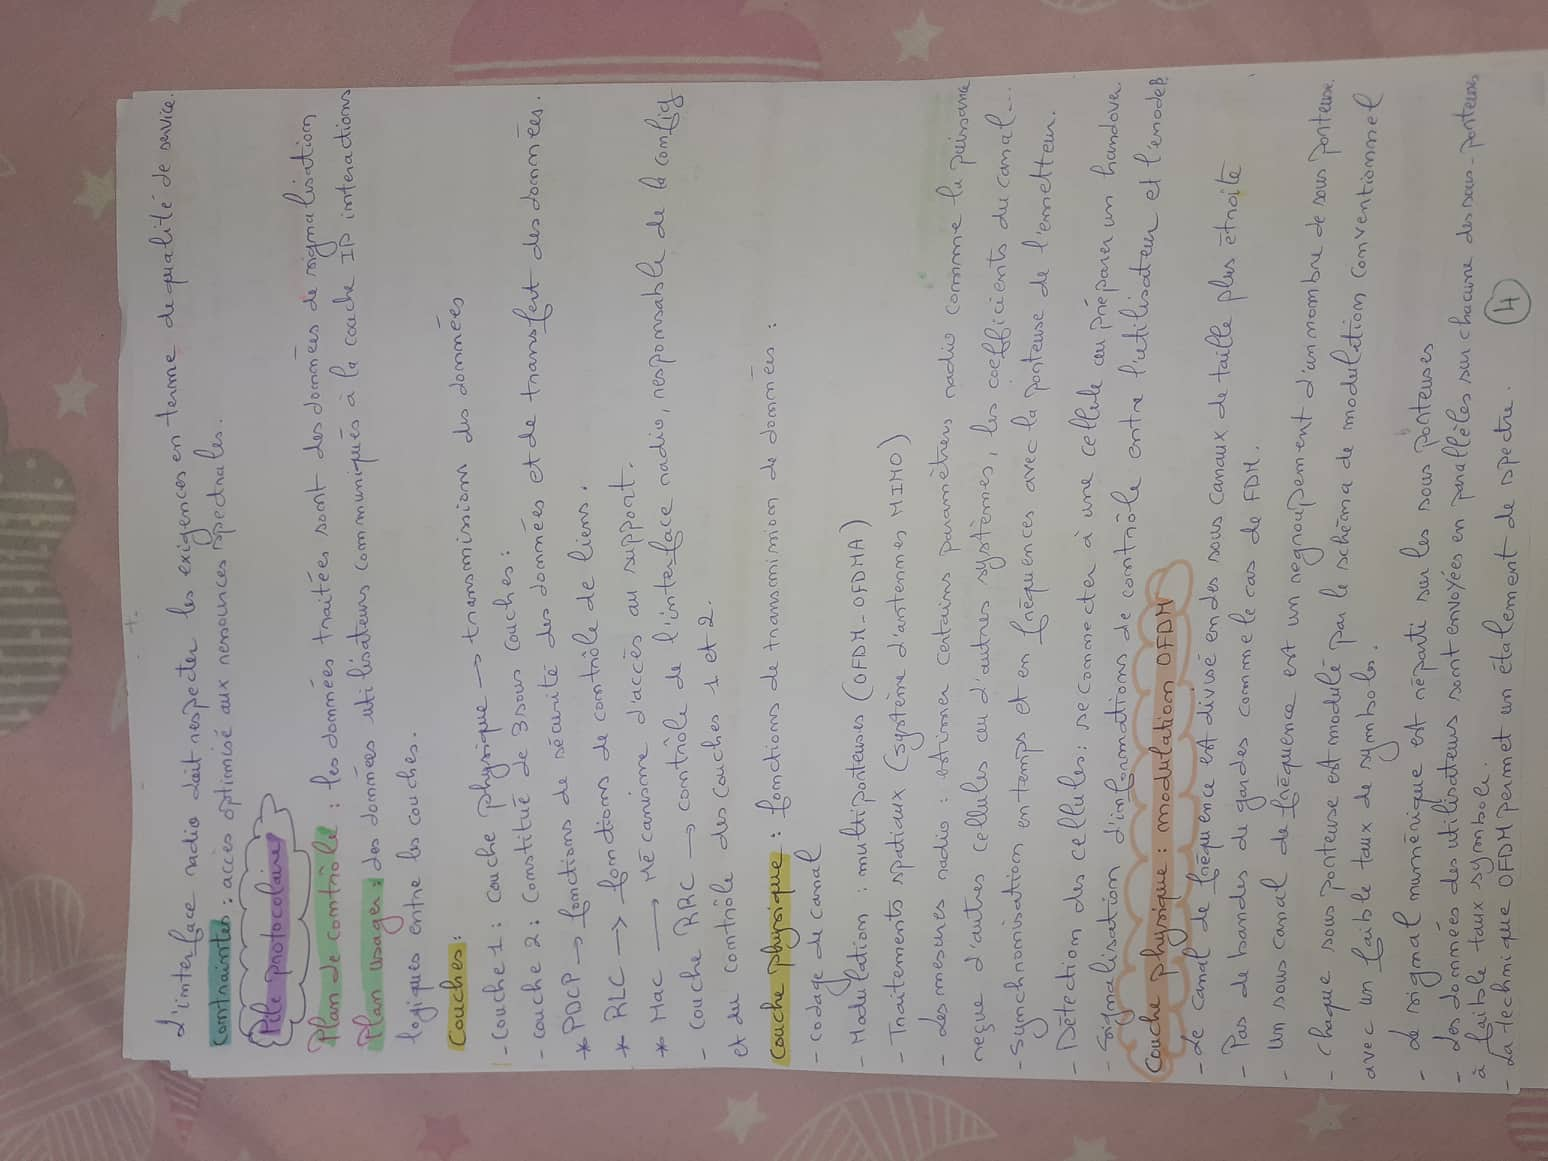 L'interface radio doit respecter les exigences en terme de qualité de service.
Contraintes : accès optimisé aux ressources spectrales.
Pile protocolaire
Plan de contrôle : les données traitées sont des données de signalisation
Plan usager : des données utilisateurs communiqués à la couche IP interactions
logiques entre les couches.
Couches :
- Couche 1 : couche physique → transmission des données
- couche 2 : constitué de 3 sous couches :
* PDCP → fonctions de sécurité des données et de transfert des données.
* RLC → fonctions de contrôle de liens.
* Mac → Mécanisme d'accès au support.
- Couche RRC → contrôle de l'interface radio, responsable de la config
et du contrôle des couches 1 et 2.
Couche physique : fonctions de transmission de données :
- codage de canal
- Modulation : multiporteuses (OFDM-OFDMA)
- Traitements spatiaux (système d'antennes MIMO)
- des mesures radio : estimer certains paramètres radio comme la puissance
reçue d'autres cellules ou d'autres systèmes, les coefficients du canal...
- Synchronisation en temps et en fréquences avec la porteuse de l'émetteur.
- Détection des cellules : se connecter à une cellule ou préparer un handover
- Signalisation d'informations de contrôle entre l'utilisateur et l'enodeB
Couche physique : modulation OFDM
- Le canal de fréquence est divisé en des sous canaux de taille plus étroite
- Pas de bandes de gardes comme le cas de FDM.
- Un sous canal de fréquence est un regroupement d'un nombre de sous porteuse
- Chaque sous porteuse est modulé par le schéma de modulation conventionnel
avec un faible taux de symboles.
- Le signal numérique est réparti sur les sous porteuses
- Les données des utilisateurs sont envoyées en parallèles sur chacune des sous-porteuses
à faible taux symbole.
- La technique OFDM permet un étalement de spectre.
4